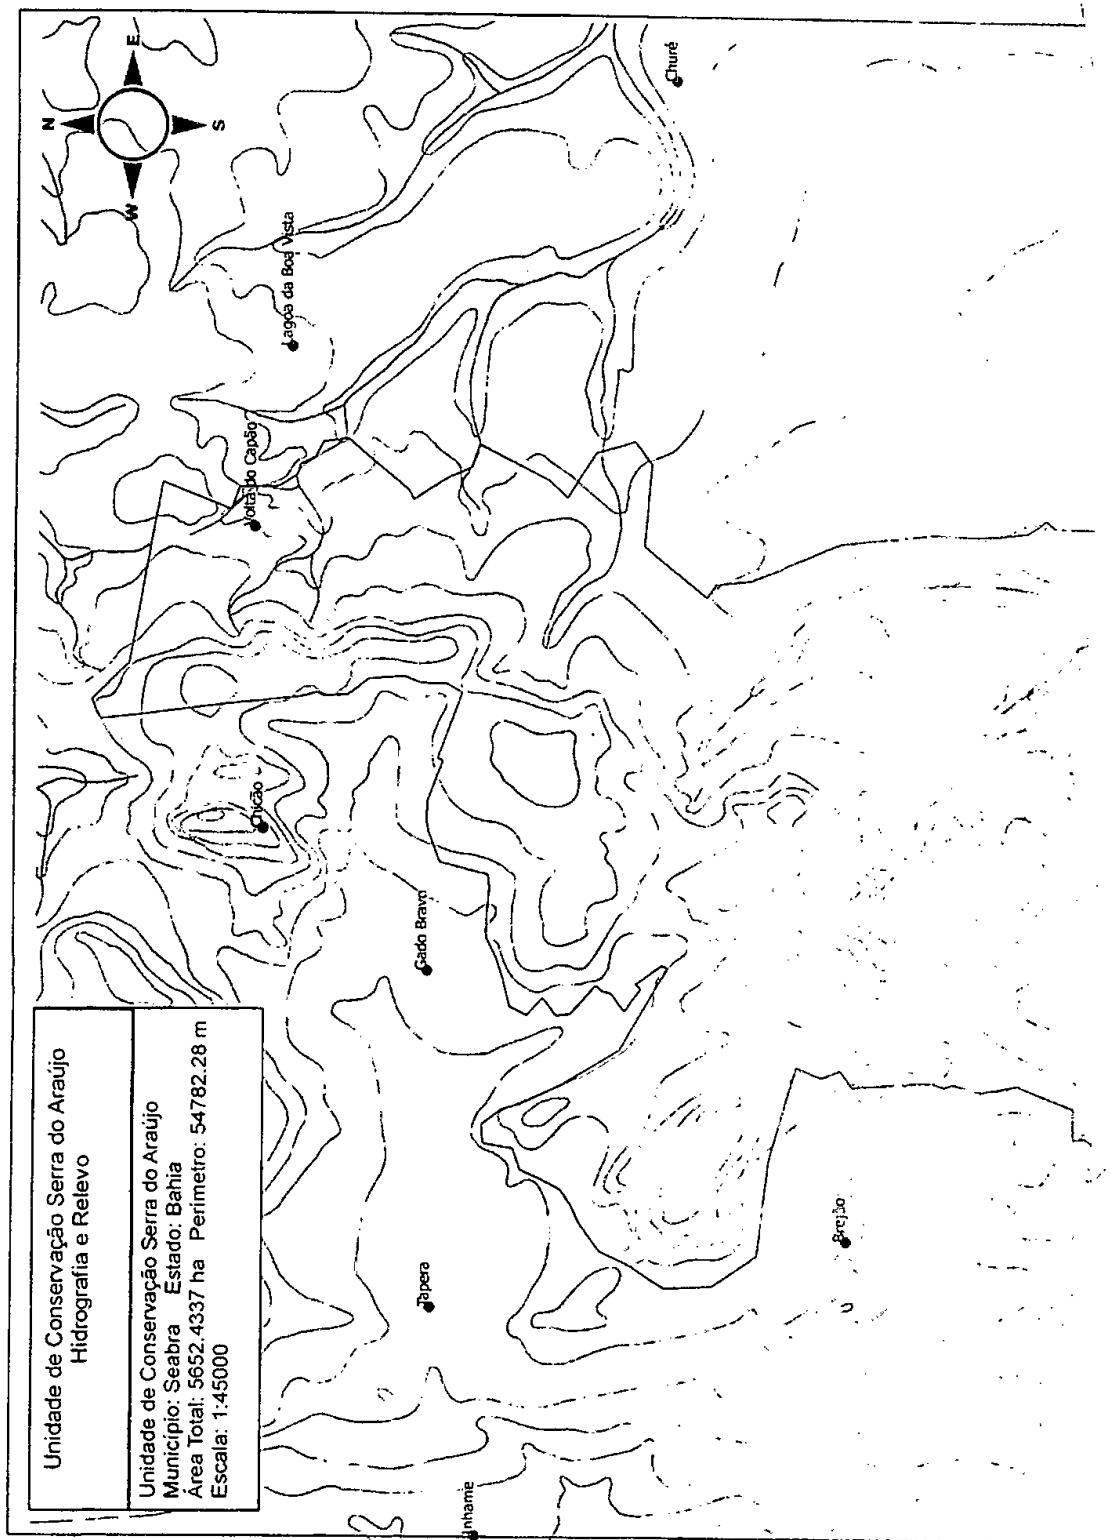 Unidade de Conservação Serra do Araújo
Hidrografia e Relevo
Unidade de Conservação Serra do Araújo
Município: Seabra Estado: Bahia
Área Total: 5652.4337 ha Perímetro: 54782.28 m
Escala: 1:45000
N
E
S
W
Churé
Lagoa da Boa Vista
Volta do Capão
Chicão
Gado Bravo
Tapera
Brejão
Inhame